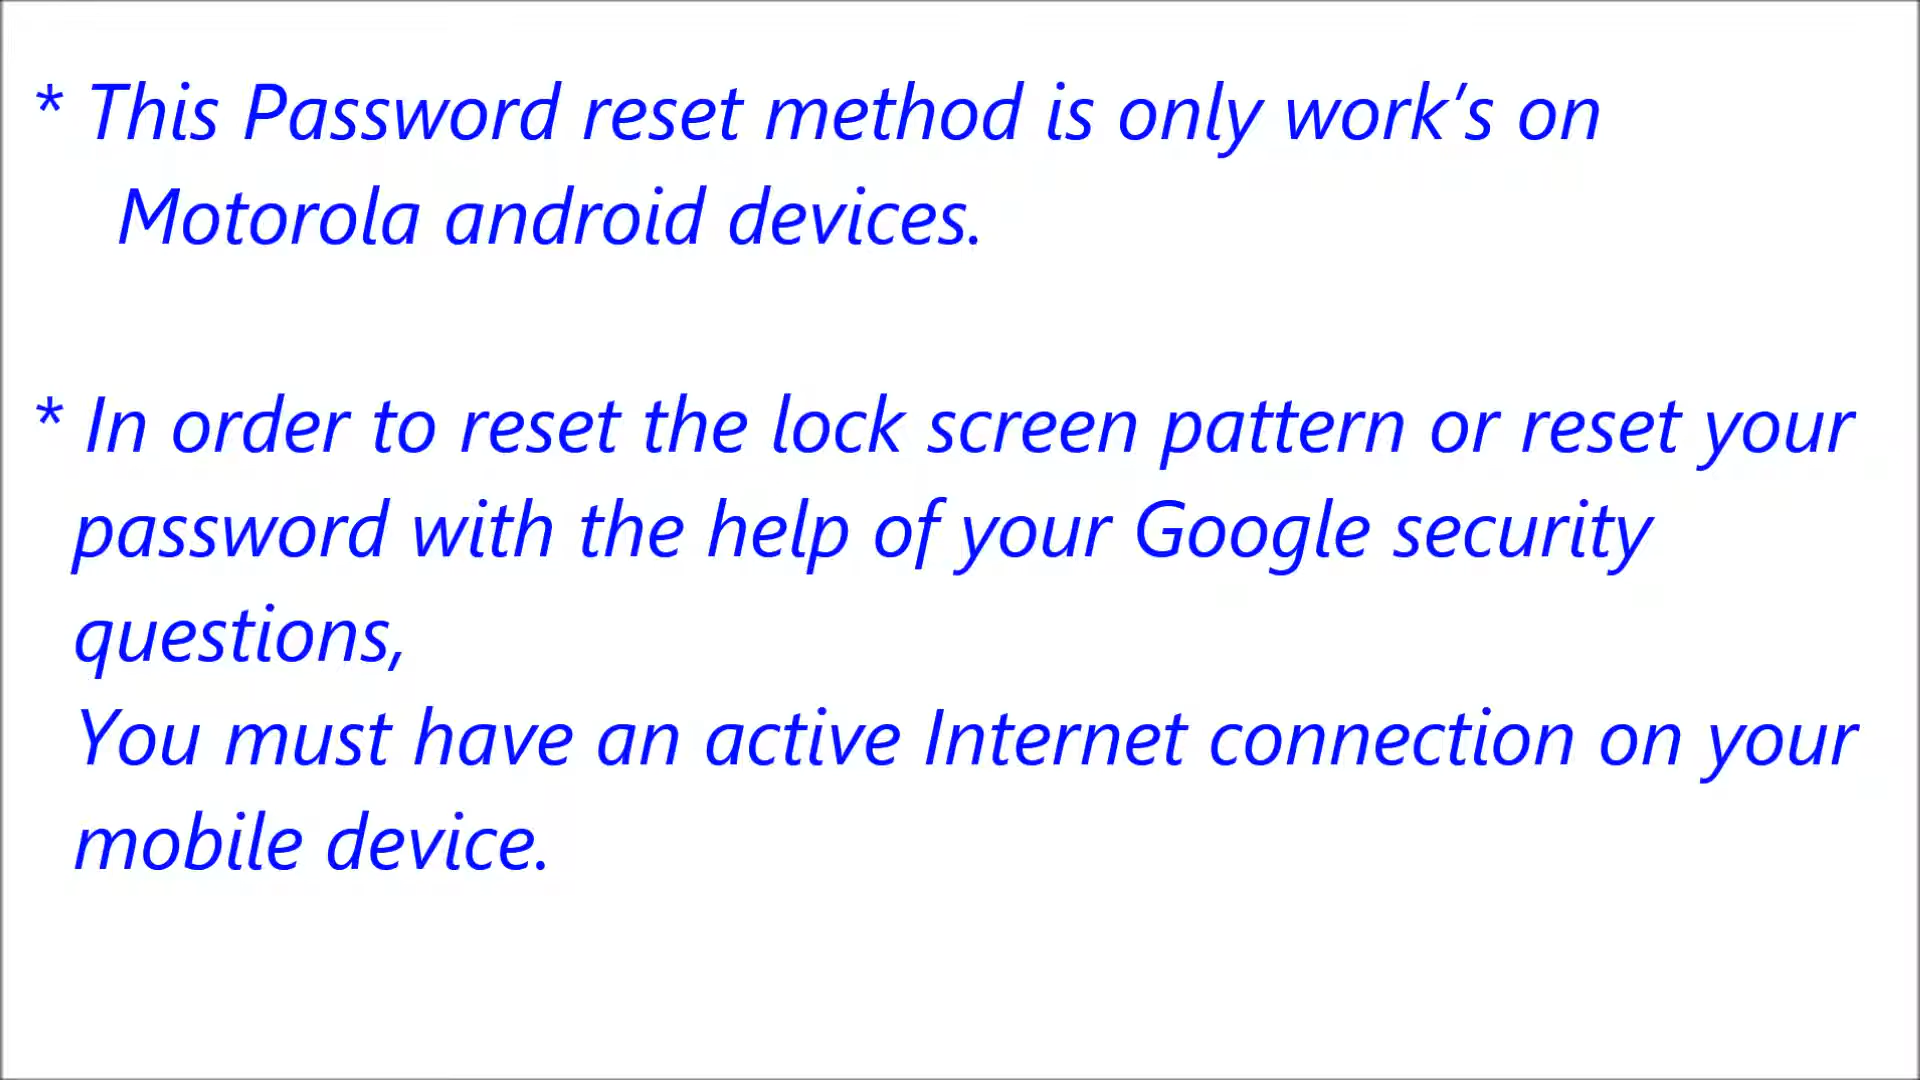 * This Password reset method is only work’s on
Motorola android devices.
* In order to reset the lock screen pattern or reset your
password with the help of your Google security
questions,
You must have an active Internet connection on your
mobile device.